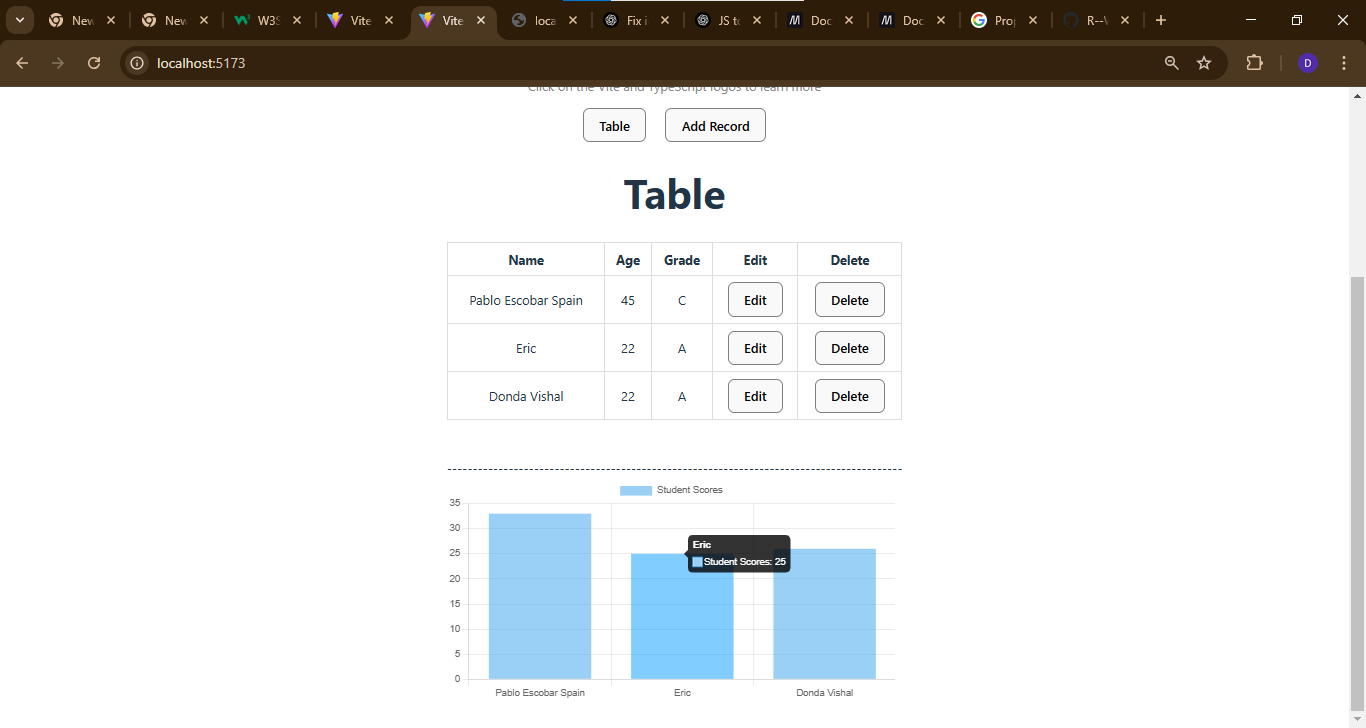 New
New
W3S
Vite
Vite
loca
Fix i
JS to
Doc
Doc
Pro
R--V
localhost:5173
D
Click on the Vite and TypeScript logos to learn more
Table Add Record
Table
Name Age Grade Edit Delete
Pablo Escobar Spain 45 C Edit Delete
Eric 22 A Edit Delete
Donda Vishal 22 A Edit Delete
Student Scores
35
30
25
20
15
10
5
0
Eric
Student Scores: 25
Pablo Escobar Spain Eric Donda Vishal